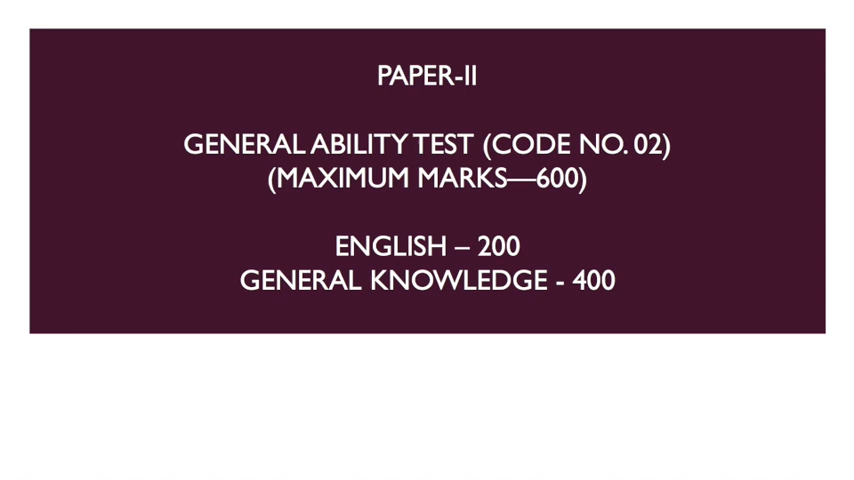 PAPER-II
GENERAL ABILITY TEST (CODE NO. 02)
(MAXIMUM MARKS—600)
ENGLISH – 200
GENERAL KNOWLEDGE - 400